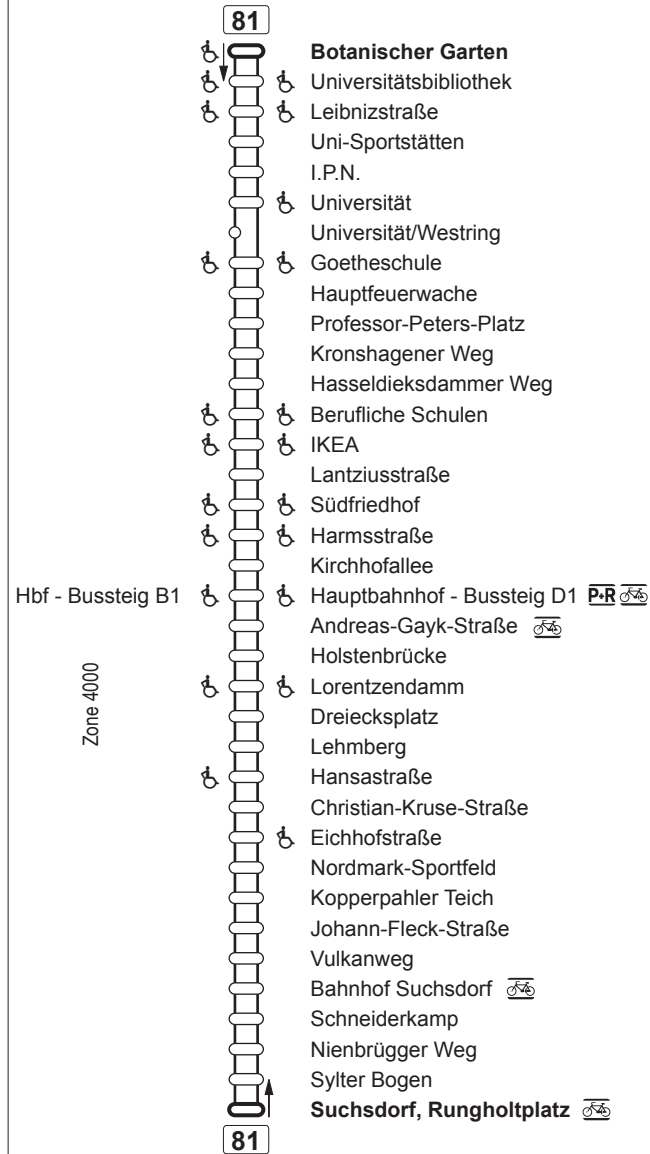 81
Botanischer Garten
Universitätsbibliothek
Leibnizstraße
Uni-Sportstätten
I.P.N.
Universität
Universität/Westring
Goetheschule
Hauptfeuerwache
Professor-Peters-Platz
Kronshagener Weg
Hasseldieksdammer Weg
Berufliche Schulen
IKEA
Lantziusstraße
Südfriedhof
Harmsstraße
Kirchhofallee
Hbf - Bussteig B1 Hauptbahnhof - Bussteig D1 P+R
Andreas-Gayk-Straße
Holstenbrücke
Lorentzendamm
Zone 4000
Dreiecksplatz
Lehmberg
Hansastraße
Christian-Kruse-Straße
Eichhofstraße
Nordmark-Sportfeld
Kopperpahler Teich
Johann-Fleck-Straße
Vulkanweg
Bahnhof Suchsdorf
Schneiderkamp
Nienbrügger Weg
Sylter Bogen
Suchsdorf, Rungholtplatz
81